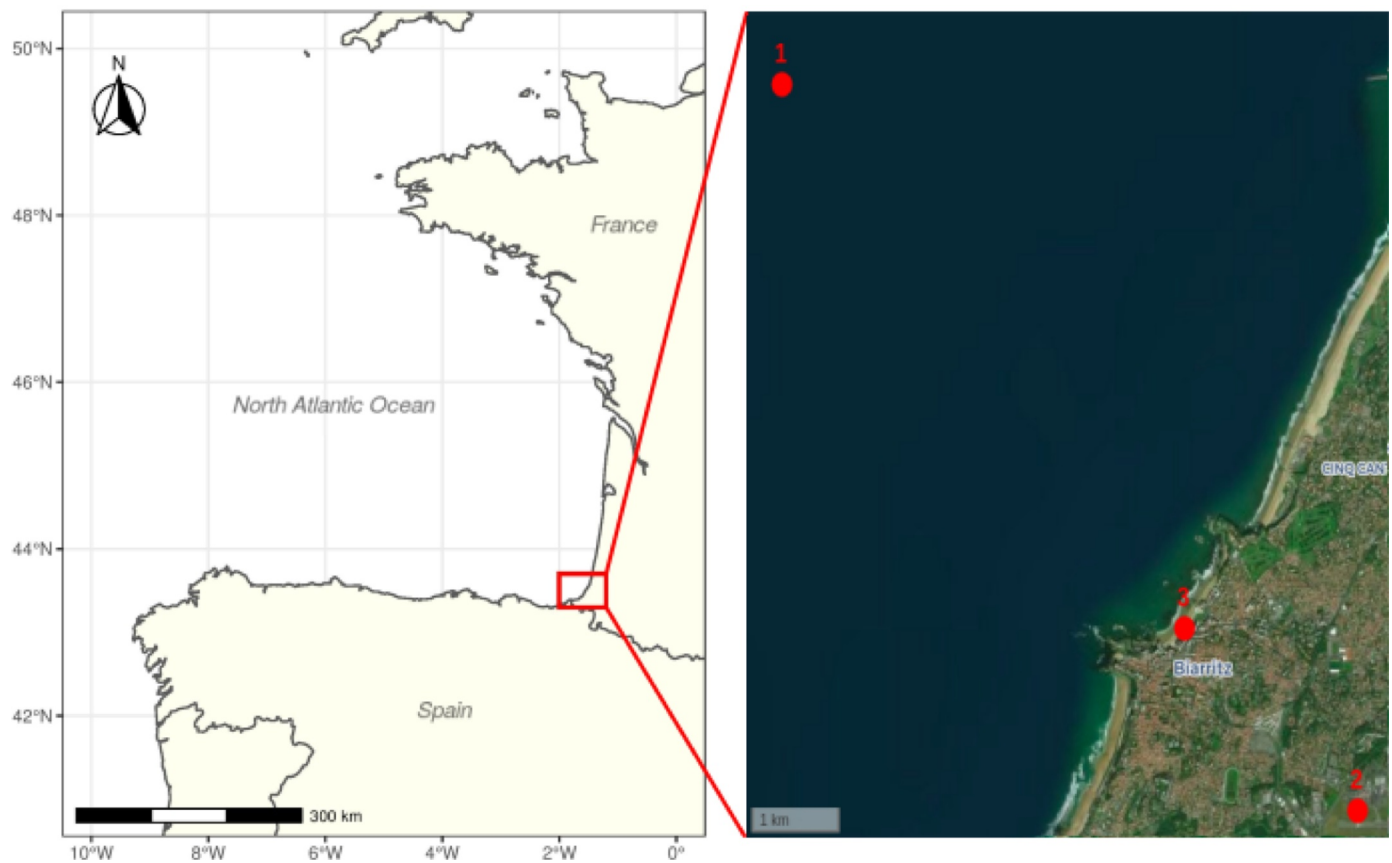 50°N
48°N
46°N
44°N
42°N
10°W
8°W
6°W
4°W
2°W
0°
N
France
North Atlantic Ocean
Spain
300 km
1
CINQ CAN
3
Biarritz
2
1 km